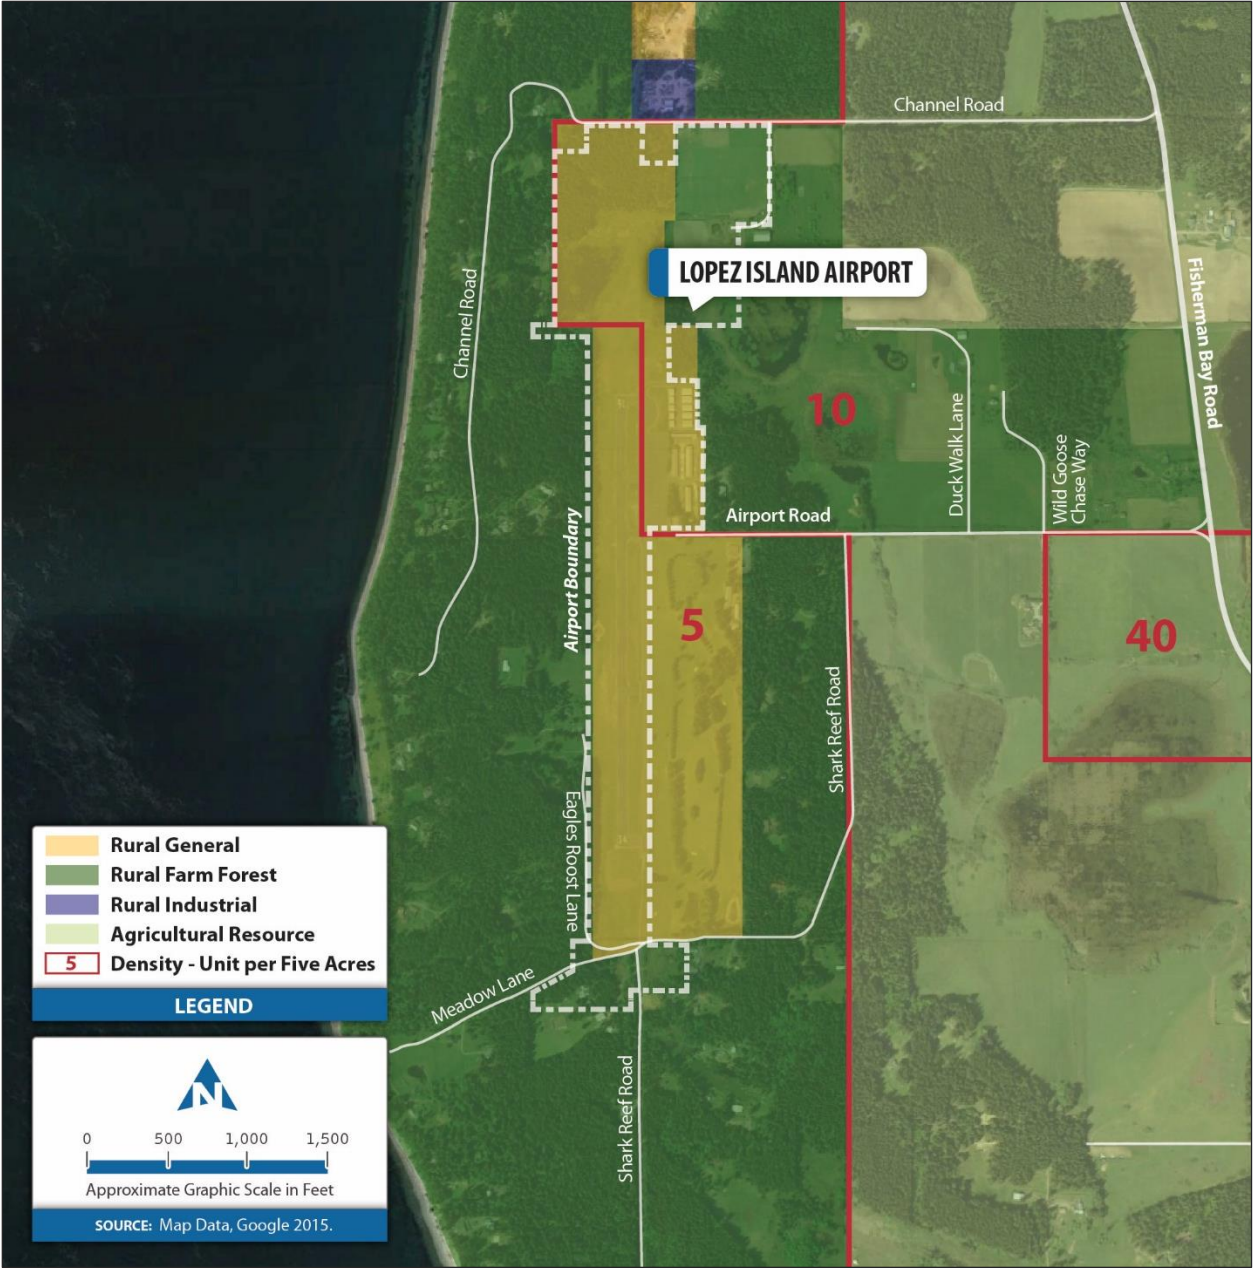 Channel Road
LOPEZ ISLAND AIRPORT
Channel Road
Fisherman Bay Road
10
Duck Walk Lane
Wild Goose
Chase Way
Airport Road
Airport Boundary
5
40
Shark Reef Road
Eagles Roost Lane
Meadow Lane
Shark Reef Road
Rural General
Rural Farm Forest
Rural Industrial
Agricultural Resource
5 Density - Unit per Five Acres
LEGEND
N
0 500 1,000 1,500
Approximate Graphic Scale in Feet
SOURCE: Map Data, Google 2015.